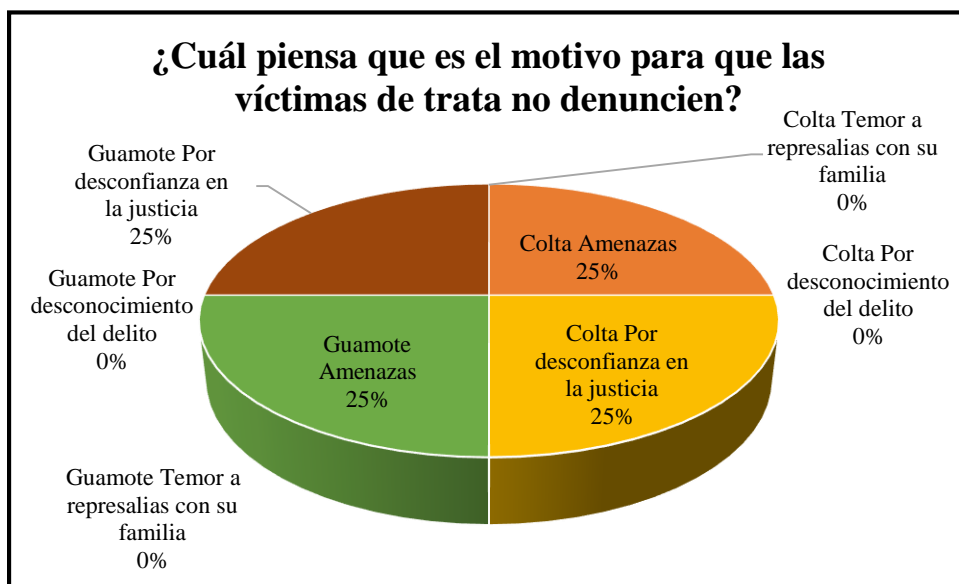 ¿Cuál piensa que es el motivo para que las
víctimas de trata no denuncien?
Colta Temor a
represalias con su
familia
0%
Guamote Por
desconfianza en
la justicia
25%
Colta Amenazas
25%
Colta Por
desconocimiento
del delito
0%
Guamote Por
desconocimiento
del delito
0%
Guamote
Amenazas
25%
Colta Por
desconfianza en
la justicia
25%
Guamote Temor a
represalias con su
familia
0%